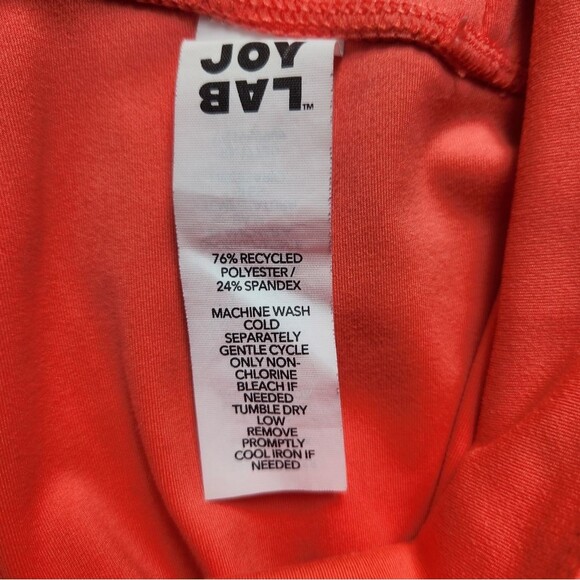 JOY
LAB™
76% RECYCLED
POLYESTER /
24% SPANDEX
MACHINE WASH
COLD
SEPARATELY
GENTLE CYCLE
ONLY NON-
CHLORINE
BLEACH IF
NEEDED
TUMBLE DRY
LOW
REMOVE
PROMPTLY
COOL IRON IF
NEEDED